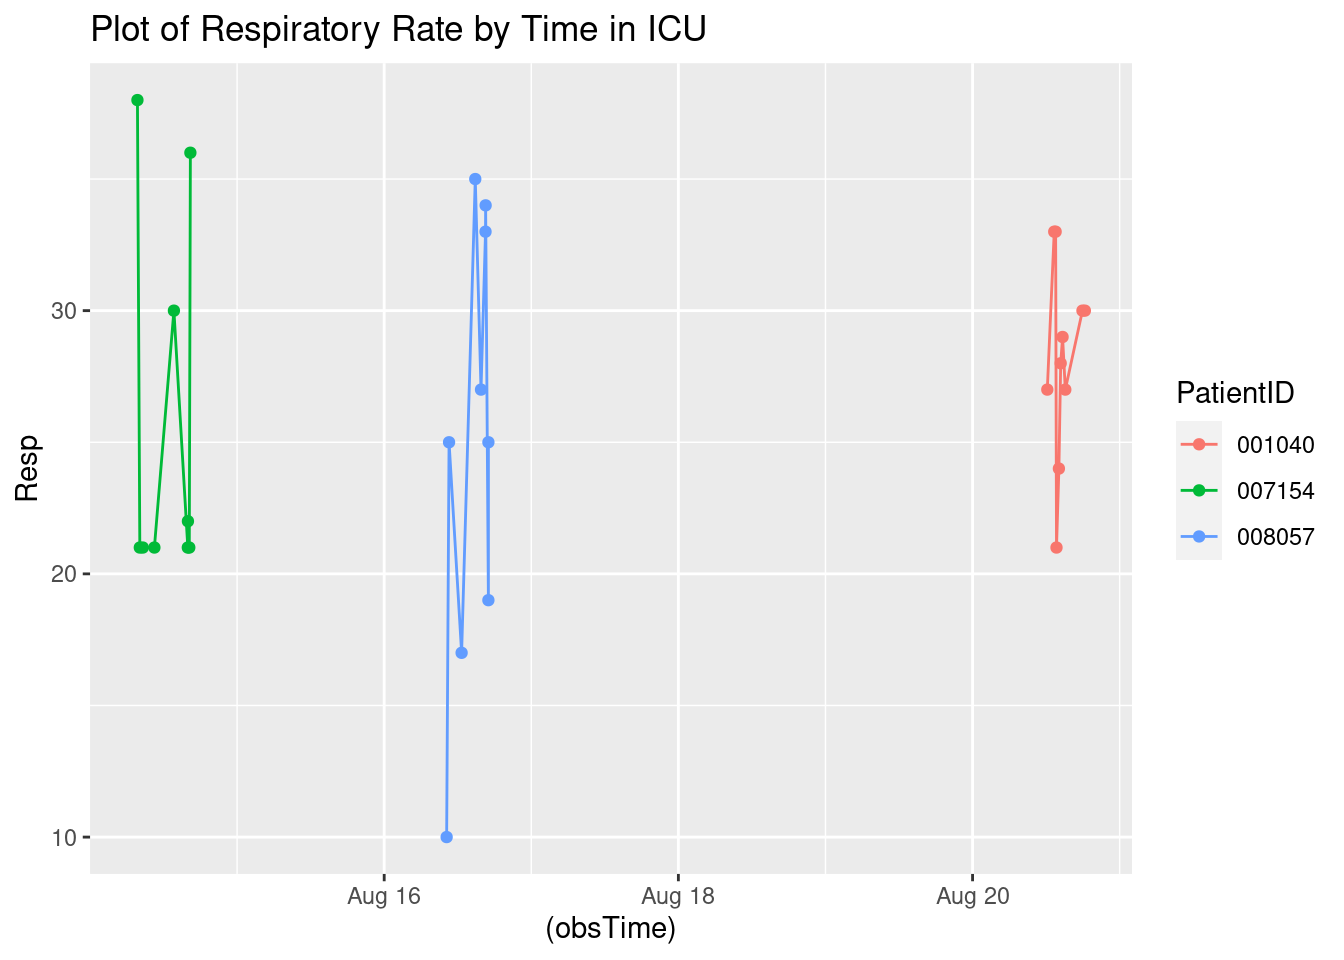 Plot of Respiratory Rate by Time in ICU
Resp
30
20
10
Aug 16 Aug 18 Aug 20
(obsTime)
PatientID
001040
007154
008057